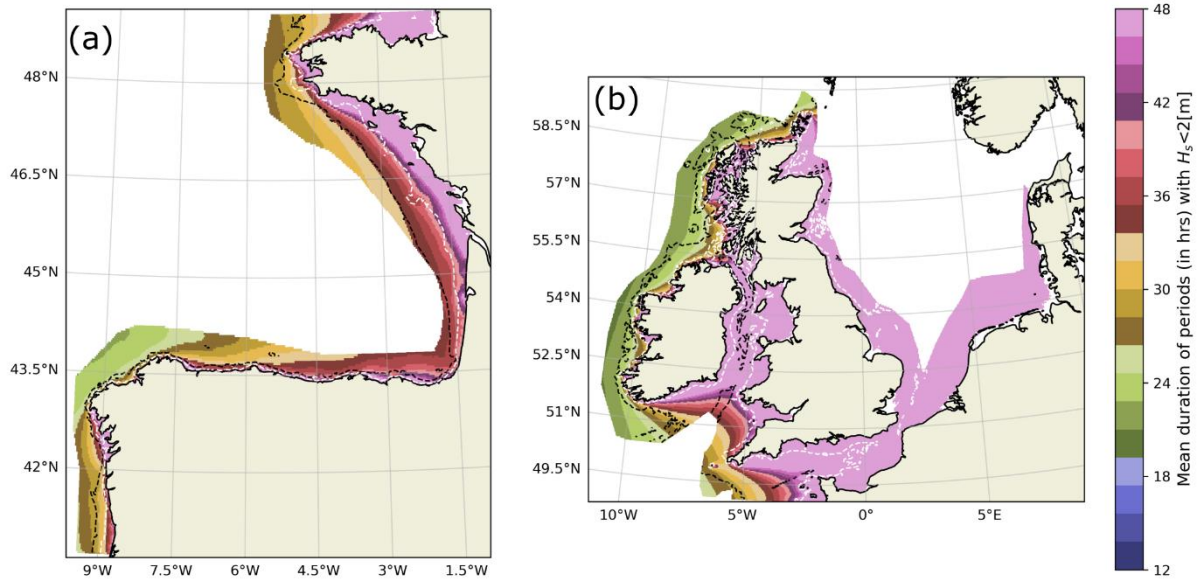 (a)
48°N
46.5°N
45°N
43.5°N
42°N
9°W 7.5°W 6°W 4.5°W 3°W 1.5°W
(b)
58.5°N
57°N
55.5°N
54°N
52.5°N
51°N
49.5°N
10°W 5°W 0° 5°E
48
42
36
30
24
18
12
Mean duration of periods (in hrs) with Hₛ<2[m]